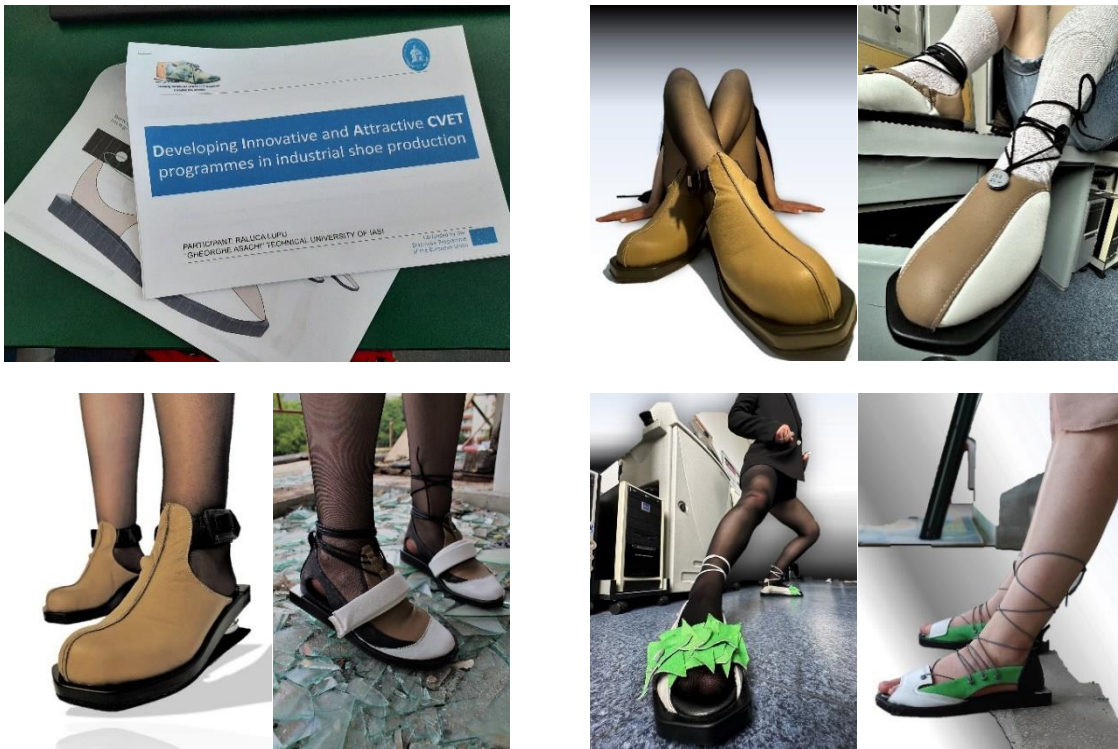 Developing Innovative and Attractive CVET
programmes in industrial shoe production
PARTICIPANT: RALUCA LUPU
"GHEORGHE ASACHI" TECHNICAL UNIVERSITY OF IASI
Co-funded by the
Erasmus+ Programme
of the European Union